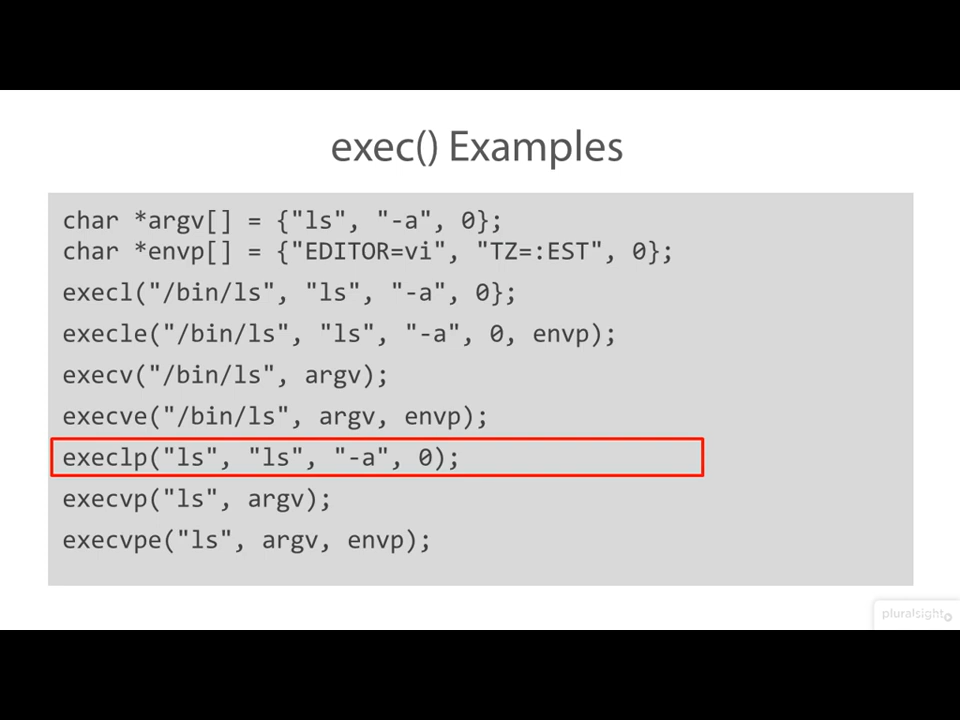 exec() Examples
char *argv[] = {"ls", "-a", 0};
char *envp[] = {"EDITOR=vi", "TZ=:EST", 0};
execl("/bin/ls", "ls", "-a", 0};
execle("/bin/ls", "ls", "-a", 0, envp);
execv("/bin/ls", argv);
execve("/bin/ls", argv, envp);
execlp("ls", "ls", "-a", 0);
execvp("ls", argv);
execvpe("ls", argv, envp);
pluralsight